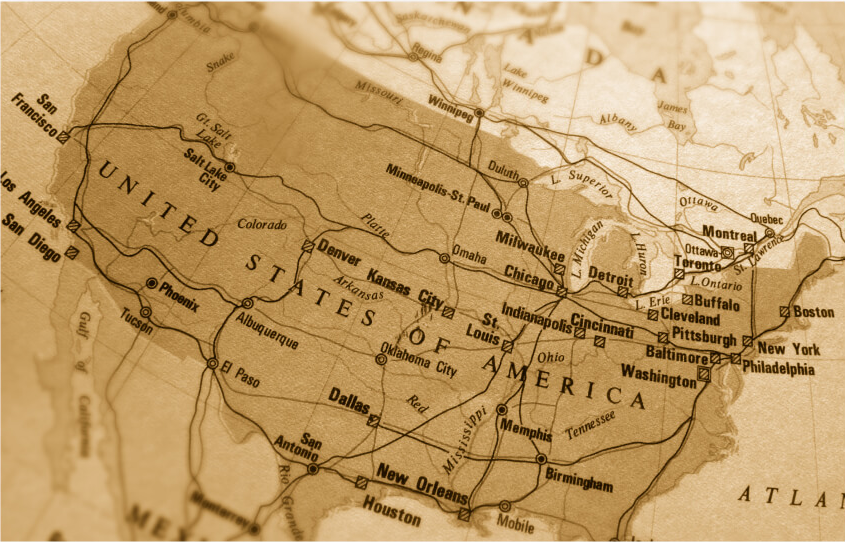 Columbia
Saskatchewan
Snake
Regina
Lake
Winnipeg
A
D
A
Missouri
Winnipeg
Albany
James
Bay
San
Francisco
Gt. Salt
Lake
Salt Lake
City
Duluth
L. Superior
Minneapolis-St. Paul
Ottawa
Quebec
Los Angeles
San Diego
UNITED
Colorado
Platte
Milwaukee
L. Michigan
L. Huron
Montreal
Ottawa
St. Lawrence
Toronto
Denver
Omaha
Chicago
Detroit
L. Ontario
STATES
Arkansas
Kansas City
L. Erie
Buffalo
Cleveland
Boston
Phoenix
Tucson
Albuquerque
OF
St.
Louis
Indianapolis
Cincinnati
Pittsburgh
New York
Gulf of California
El Paso
Oklahoma City
Ohio
Baltimore
Philadelphia
Washington
AMERICA
Dallas
Red
Mississippi
Memphis
Tennessee
San
Antonio
Birmingham
Rio Grande
New Orleans
Houston
Mobile
Monterrey
MEXI
ATLAN